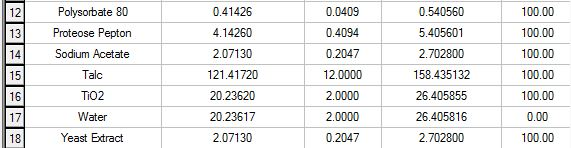 12 Polysorbate 80 0.41426 0.0409 0.540560 100.00
13 Proteose Pepton 4.14260 0.4094 5.405601 100.00
14 Sodium Acetate 2.07130 0.2047 2.702800 100.00
15 Talc 121.41720 12.0000 158.435132 100.00
16 TiO2 20.23620 2.0000 26.405855 100.00
17 Water 20.23617 2.0000 26.405816 0.00
18 Yeast Extract 2.07130 0.2047 2.702800 100.00